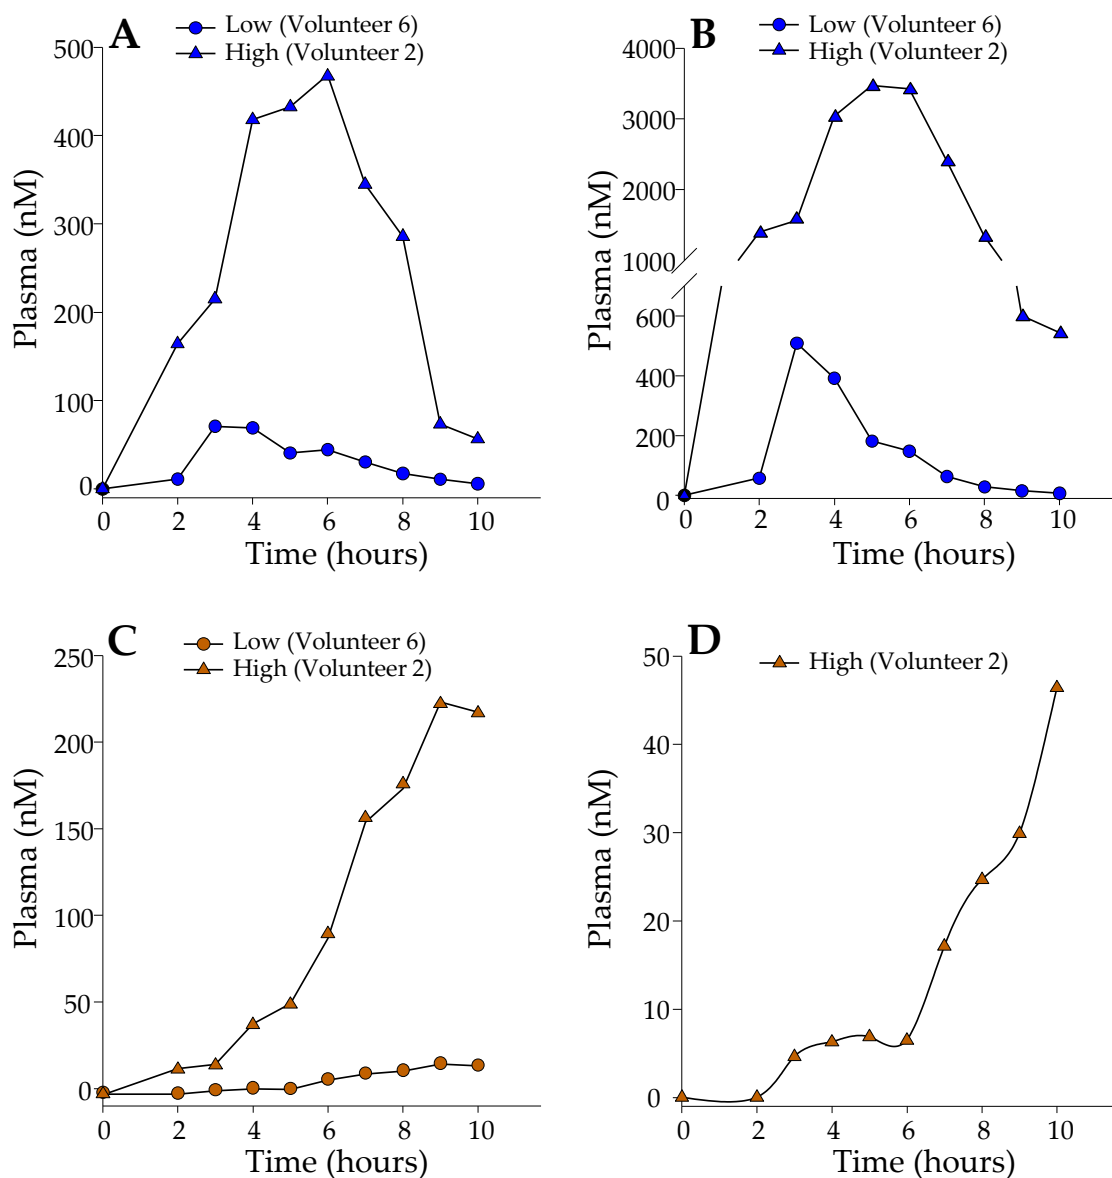 A
Low (Volunteer 6)
High (Volunteer 2)
500
400
300
200
100
0
Plasma (nM)
0 2 4 6 8 10
Time (hours)
B
Low (Volunteer 6)
High (Volunteer 2)
4000
3000
2000
1000
600
400
200
0
Plasma (nM)
0 2 4 6 8 10
Time (hours)
C
Low (Volunteer 6)
High (Volunteer 2)
250
200
150
100
50
0
Plasma (nM)
0 2 4 6 8 10
Time (hours)
D
High (Volunteer 2)
50
40
30
20
10
0
Plasma (nM)
0 2 4 6 8 10
Time (hours)